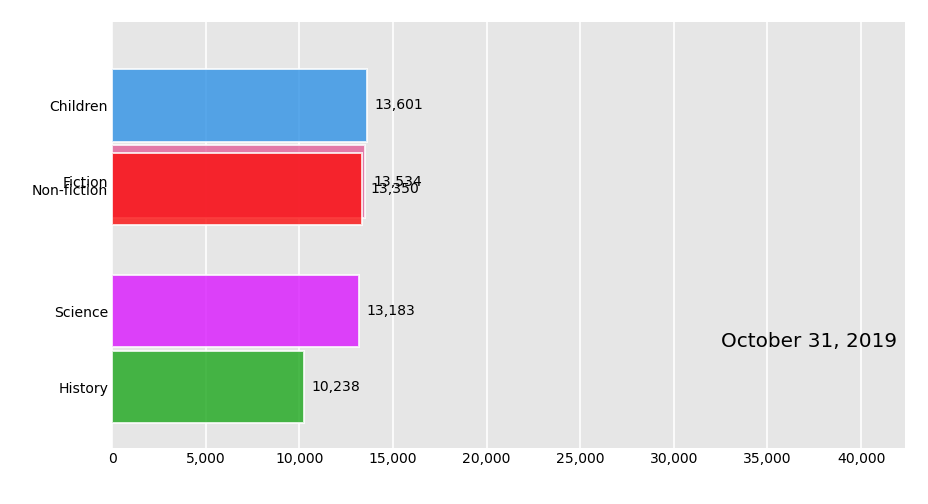 Children 13,601
Fiction 13,534
Non-fiction 13,350
Science 13,183
October 31, 2019
History 10,238
0 5,000 10,000 15,000 20,000 25,000 30,000 35,000 40,000